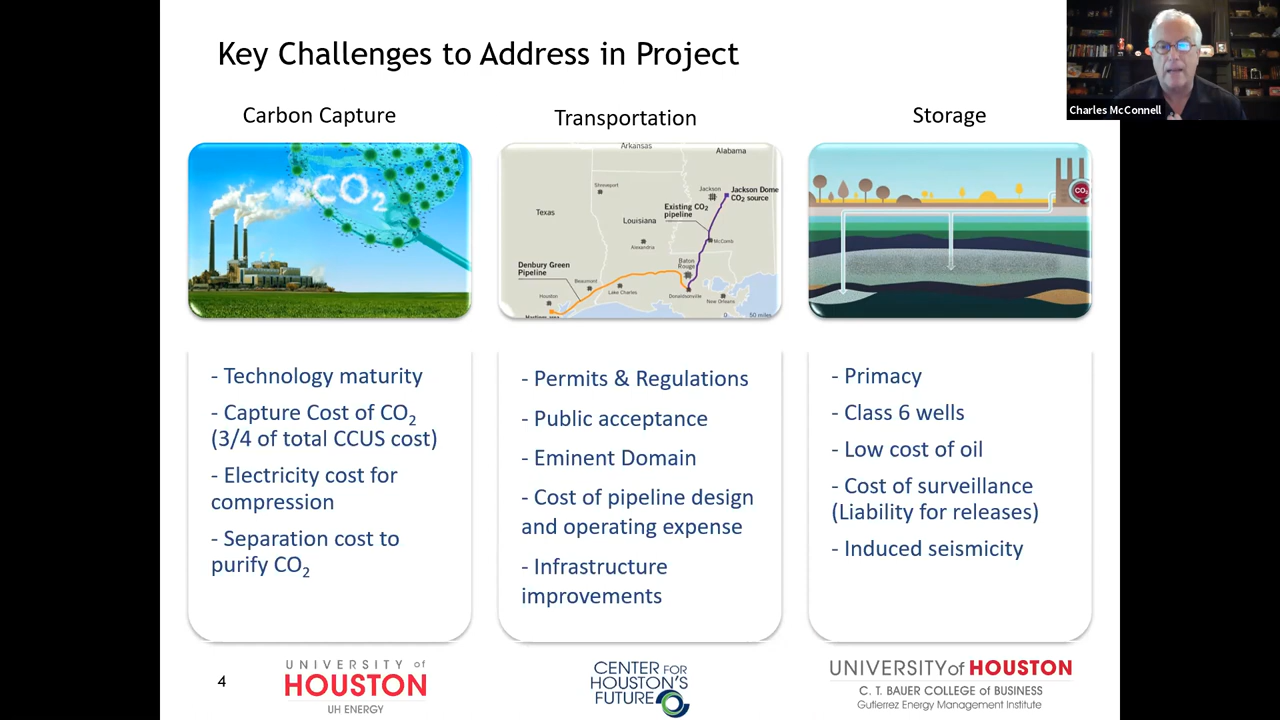 Key Challenges to Address in Project
Charles McConnell
Carbon Capture
CO2
- Technology maturity
- Capture Cost of CO2
(3/4 of total CCUS cost)
- Electricity cost for
compression
- Separation cost to
purify CO2
Transportation
Arkansas
Alabama
Shreveport
Jackson
Jackson Dome
CO2 source
Existing CO2
pipeline
Texas
Louisiana
Alexandria
McComb
Baton
Rouge
Denbury Green
Pipeline
Beaumont
Lake Charles
Houston
Donaldsonville
New Orleans
Hastings area
0 50 miles
- Permits & Regulations
- Public acceptance
- Eminent Domain
- Cost of pipeline design
and operating expense
- Infrastructure
improvements
Storage
CO2
- Primacy
- Class 6 wells
- Low cost of oil
- Cost of surveillance
(Liability for releases)
- Induced seismicity
4
UNIVERSITY of
HOUSTON
UH ENERGY
CENTER FOR
HOUSTON'S
FUTURE
UNIVERSITY of HOUSTON
C. T. BAUER COLLEGE of BUSINESS
Gutierrez Energy Management Institute